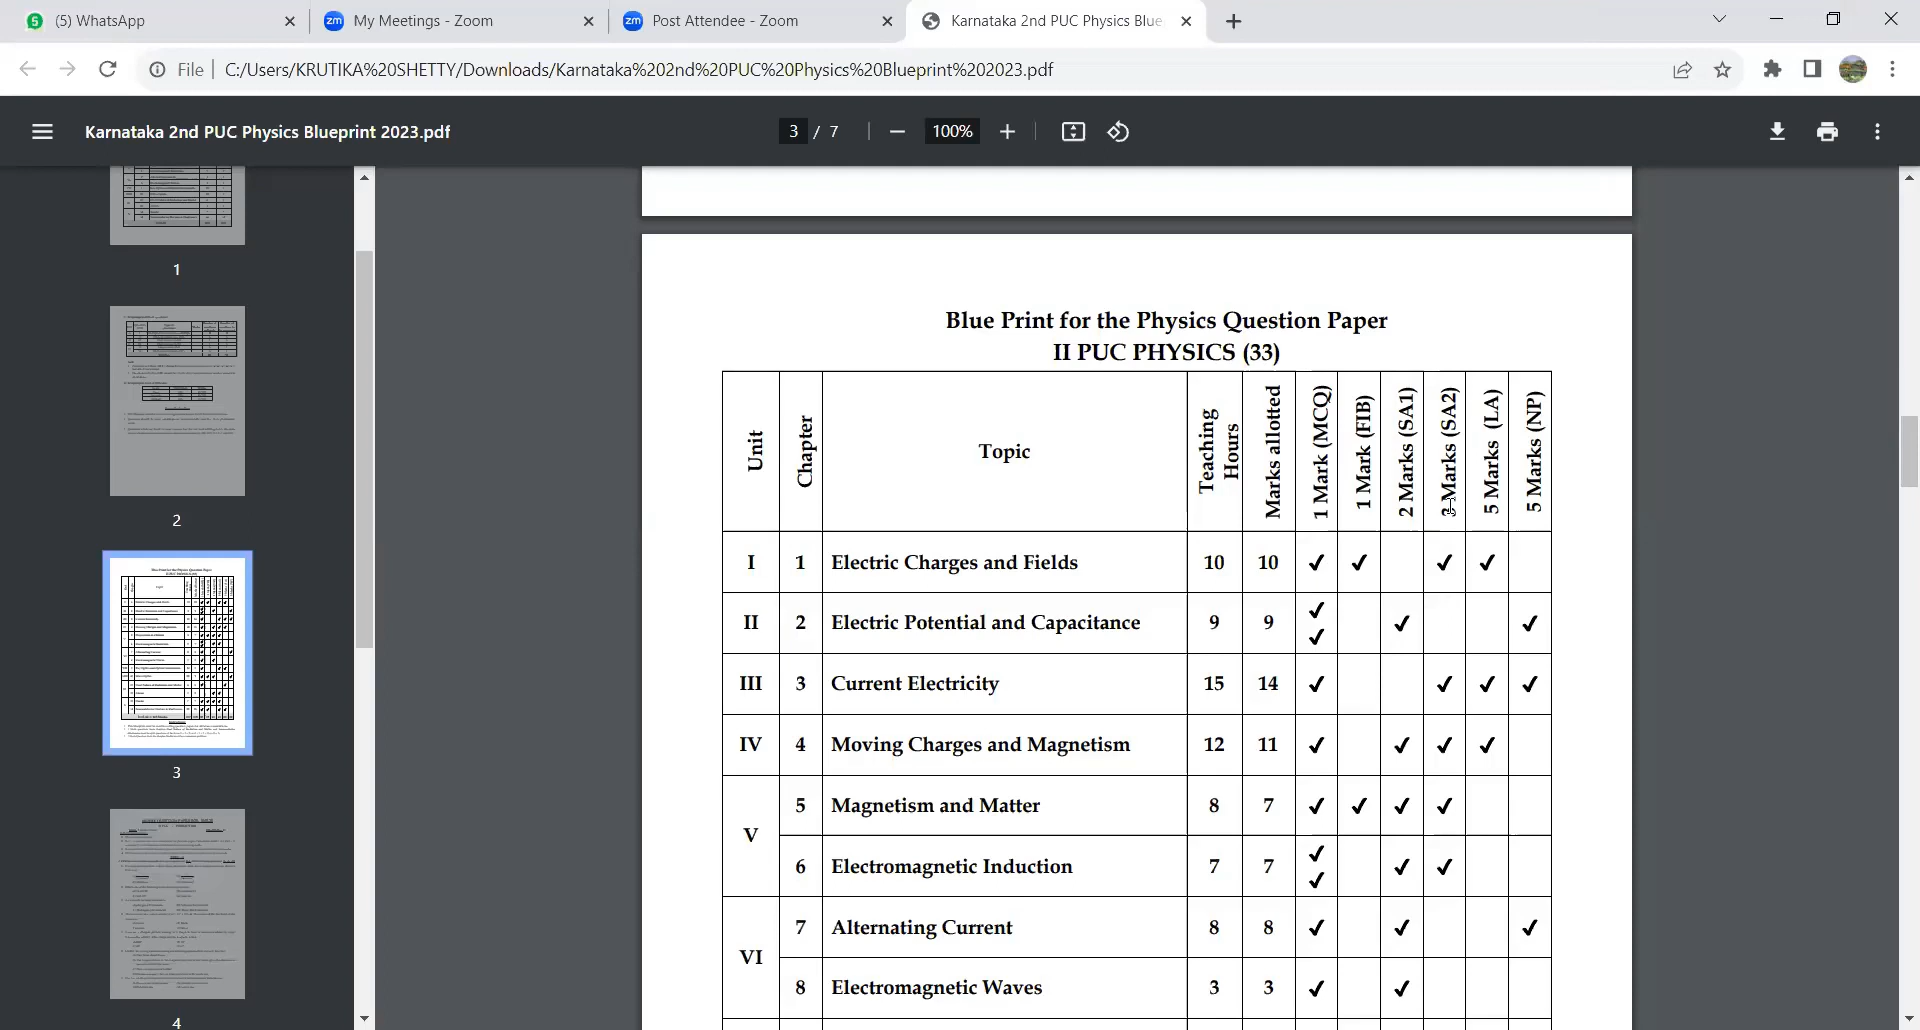 (5) WhatsApp
My Meetings - Zoom
Post Attendee - Zoom
Karnataka 2nd PUC Physics Blue
File | C:/Users/KRUTIKA%20SHETTY/Downloads/Karnataka%202nd%20PUC%20Physics%20Blueprint%202023.pdf
Karnataka 2nd PUC Physics Blueprint 2023.pdf
3 / 7
100%
1
2
3
4
Blue Print for the Physics Question Paper
II PUC PHYSICS (33)
Unit Chapter Topic Teaching Hours Marks allotted 1 Mark (MCQ) 1 Mark (FIB) 2 Marks (SA1) 3 Marks (SA2) 5 Marks (LA) 5 Marks (NP)
I 1 Electric Charges and Fields 10 10 ✓ ✓ ✓ ✓
II 2 Electric Potential and Capacitance 9 9 ✓ ✓ ✓ ✓
III 3 Current Electricity 15 14 ✓ ✓ ✓ ✓
IV 4 Moving Charges and Magnetism 12 11 ✓ ✓ ✓ ✓
V 5 Magnetism and Matter 8 7 ✓ ✓ ✓ ✓
6 Electromagnetic Induction 7 7 ✓ ✓ ✓ ✓
VI 7 Alternating Current 8 8 ✓ ✓ ✓
8 Electromagnetic Waves 3 3 ✓ ✓